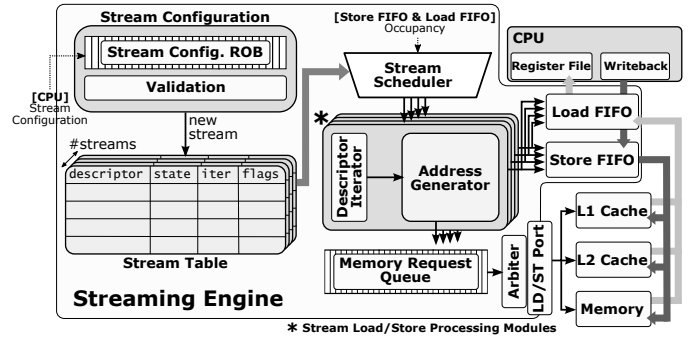 Stream Configuration
Stream Config. ROB
Validation
[CPU]
Stream
Configuration
new
stream
#streams
descriptor state iter flags
Stream Table
Streaming Engine
[Store FIFO & Load FIFO]
Occupancy
Stream
Scheduler
*
Descriptor
Iterator
Address
Generator
Memory Request
Queue
Arbiter
LD/ST Port
CPU
Register File
Writeback
Load FIFO
Store FIFO
L1 Cache
L2 Cache
Memory
* Stream Load/Store Processing Modules